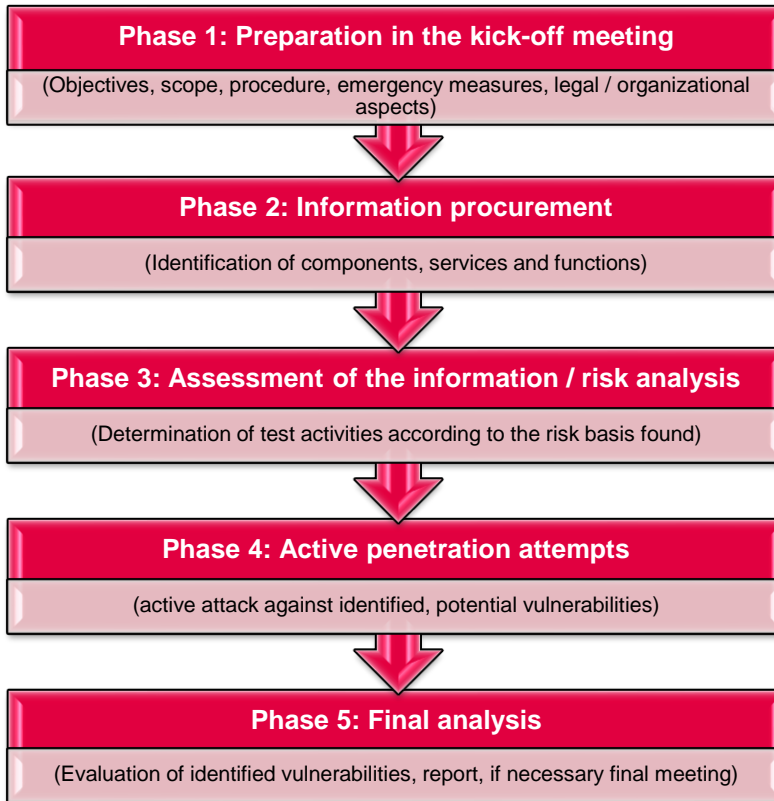 Phase 1: Preparation in the kick-off meeting
(Objectives, scope, procedure, emergency measures, legal / organizational
aspects)
Phase 2: Information procurement
(Identification of components, services and functions)
Phase 3: Assessment of the information / risk analysis
(Determination of test activities according to the risk basis found)
Phase 4: Active penetration attempts
(active attack against identified, potential vulnerabilities)
Phase 5: Final analysis
(Evaluation of identified vulnerabilities, report, if necessary final meeting)